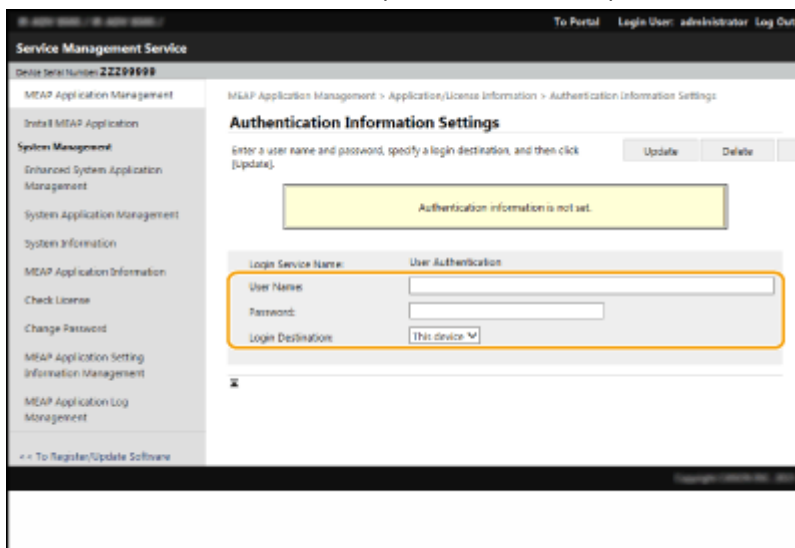 To Portal Login User: administrator Log Out
Service Management Service
Device Serial Number: ZZZ99999
MEAP Application Management
Install MEAP Application
System Management
Enhanced System Application
Management
System Application Management
System Information
MEAP Application Information
Check License
Change Password
MEAP Application Setting
Information Management
MEAP Application Log
Management
<< To Register/Update Software
MEAP Application Management > Application/License Information > Authentication Information Settings
Authentication Information Settings
Enter a user name and password, specify a login destination, and then click
[Update].
Update Delete
Authentication information is not set.
Login Service Name: User Authentication
User Name:
Password:
Login Destination: This device